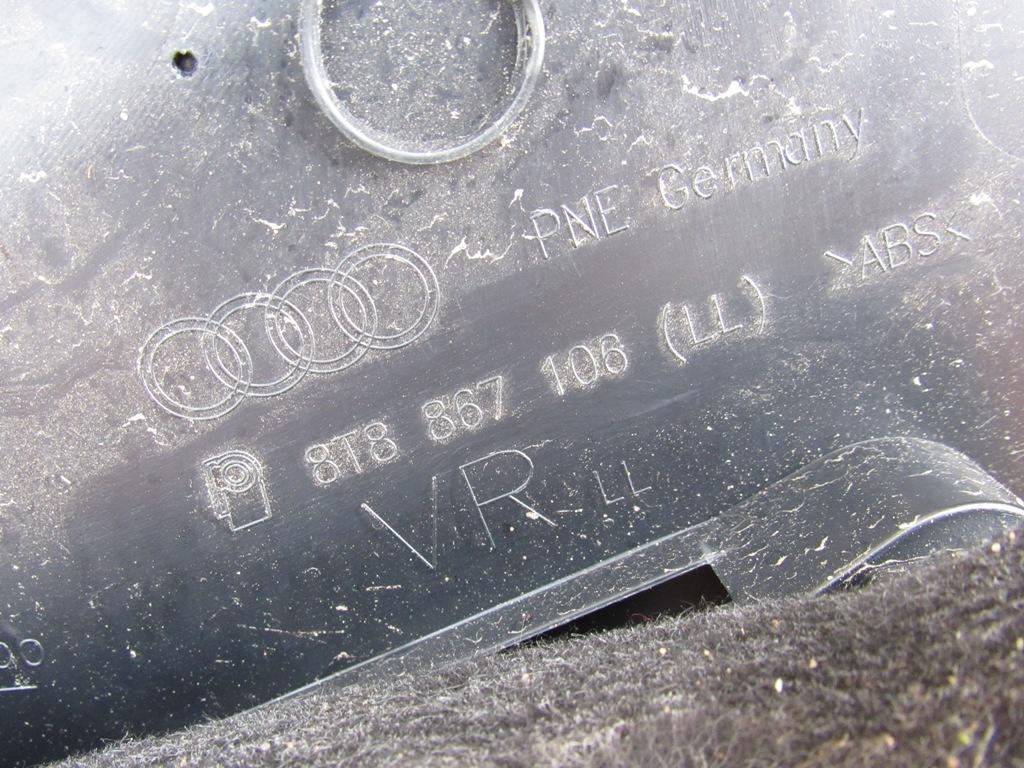 PNE Germany
>ABS<
8T8 867 106 (LL)
VR LL